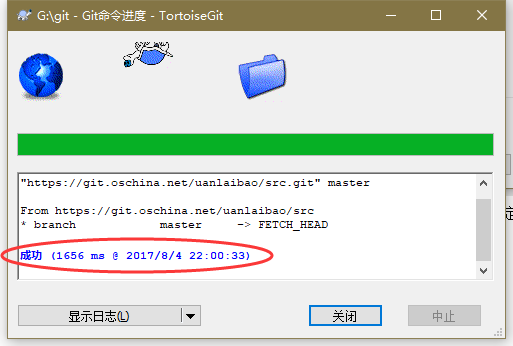 G:\git - Git命令进度 - TortoiseGit
"https://git.oschina.net/uanlaibao/src.git" master
From https://git.oschina.net/uanlaibao/src
* branch master -> FETCH_HEAD
成功 (1656 ms @ 2017/8/4 22:00:33)
定
显示日志(L)
关闭
中止